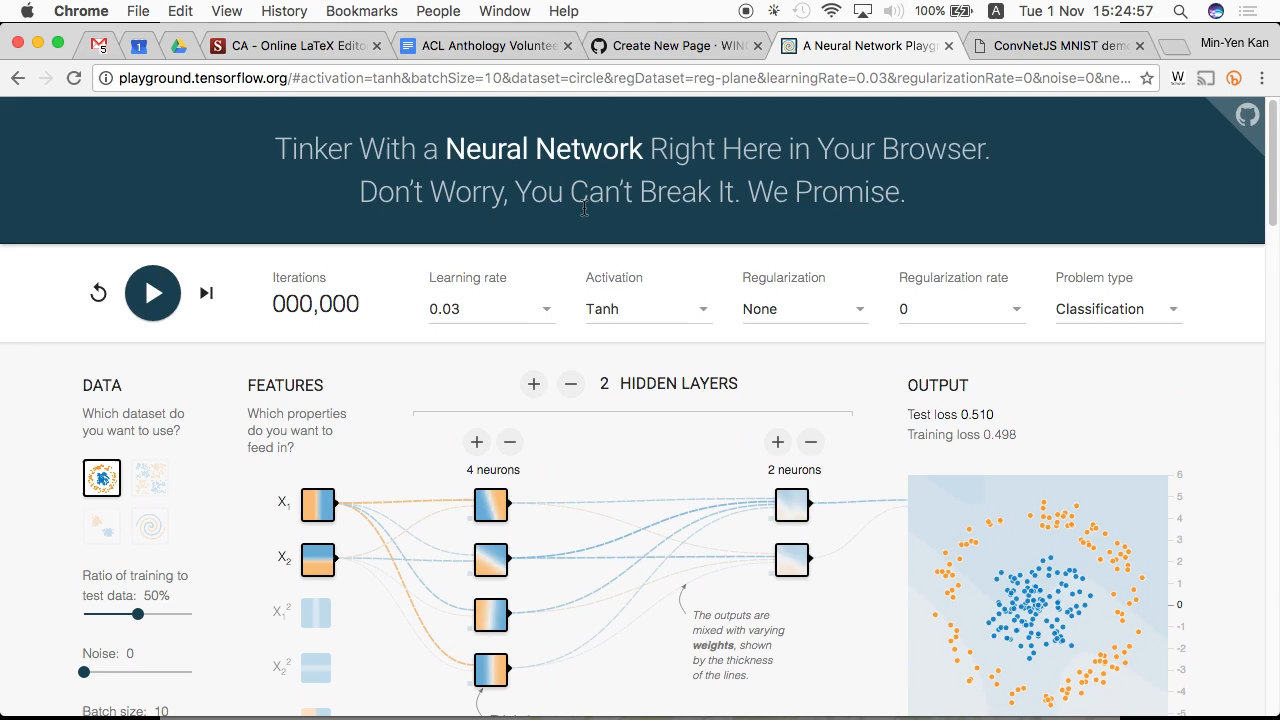 Chrome File Edit View History Bookmarks People Window Help 100% A Tue 1 Nov 15:24:57
5 1 CA - Online LaTeX Edito ACL Anthology Voluntee Create New Page · WING A Neural Network Playg ConvNetJS MNIST demo Min-Yen Kan
playground.tensorflow.org/#activation=tanh&batchSize=10&dataset=circle&regDataset=reg-plane&learningRate=0.03&regularizationRate=0&noise=0&ne...
Tinker With a Neural Network Right Here in Your Browser.
Don't Worry, You Can't Break It. We Promise.
Iterations
000,000
Learning rate
0.03
Activation
Tanh
Regularization
None
Regularization rate
0
Problem type
Classification
DATA
Which dataset do
you want to use?
Ratio of training to
test data: 50%
Noise: 0
Batch size: 10
FEATURES
Which properties
do you want to
feed in?
X₁
X₂
X₁²
X₂²
+ − 2 HIDDEN LAYERS
+ −
4 neurons
+ −
2 neurons
The outputs are
mixed with varying
weights, shown
by the thickness
of the lines.
OUTPUT
Test loss 0.510
Training loss 0.498
6
5
4
3
2
1
0
-1
-2
-3
-4
-5